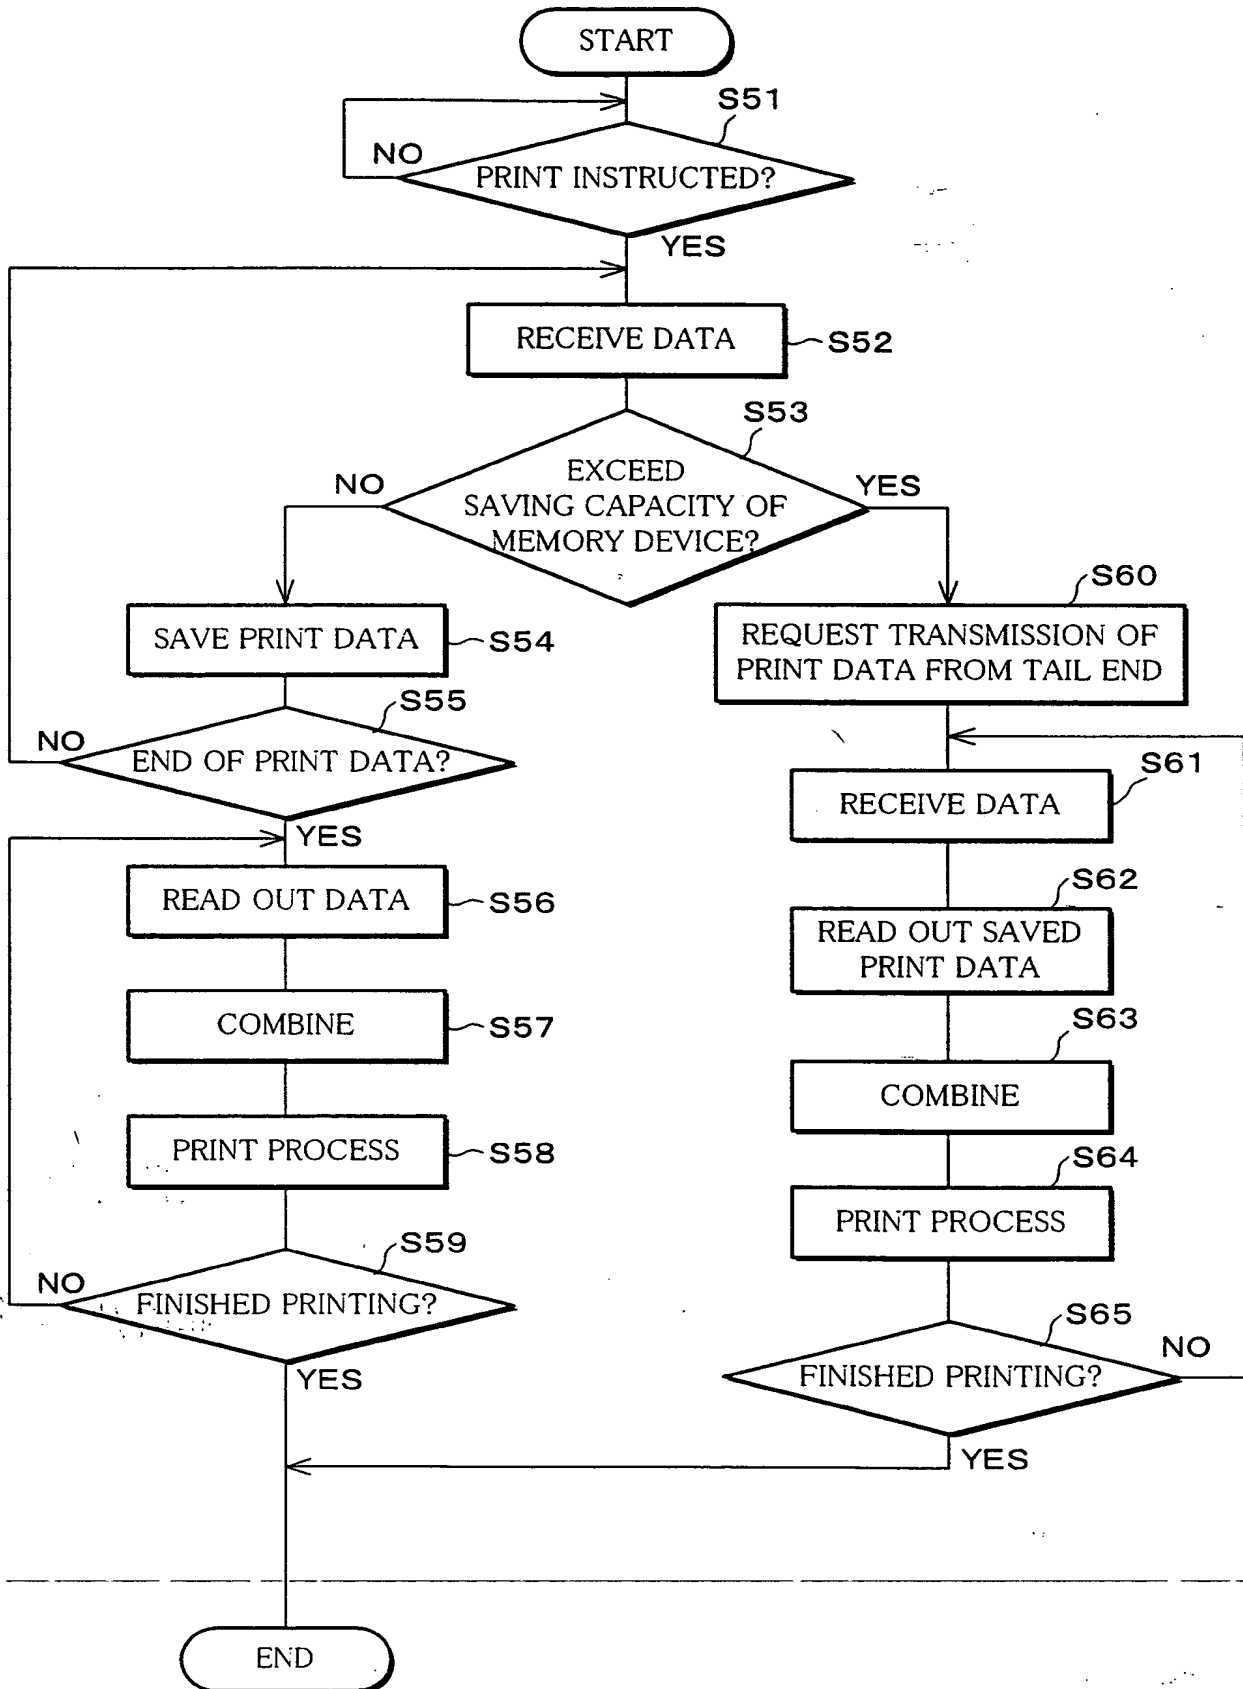 START
S51
NO
PRINT INSTRUCTED?
YES
RECEIVE DATA
S52
S53
NO
EXCEED
SAVING CAPACITY OF
MEMORY DEVICE?
YES
SAVE PRINT DATA
S54
S60
REQUEST TRANSMISSION OF
PRINT DATA FROM TAIL END
S55
NO
END OF PRINT DATA?
YES
S61
RECEIVE DATA
READ OUT DATA
S56
S62
READ OUT SAVED
PRINT DATA
COMBINE
S57
S63
COMBINE
PRINT PROCESS
S58
S64
PRINT PROCESS
S59
NO
FINISHED PRINTING?
YES
S65
FINISHED PRINTING?
NO
YES
END